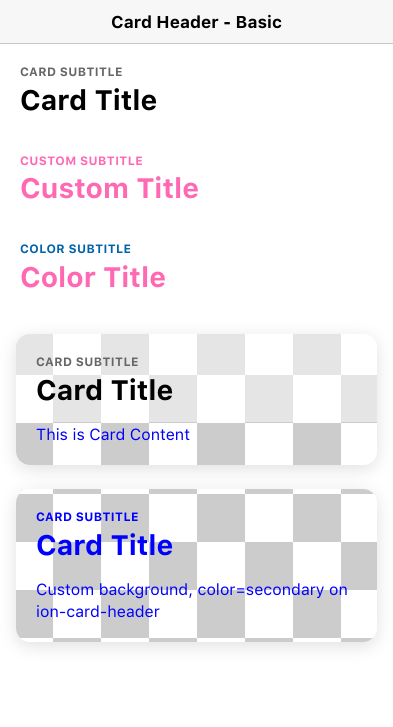 Card Header - Basic
CARD SUBTITLE
Card Title
CUSTOM SUBTITLE
Custom Title
COLOR SUBTITLE
Color Title
CARD SUBTITLE
Card Title
This is Card Content
CARD SUBTITLE
Card Title
Custom background, color=secondary on
ion-card-header